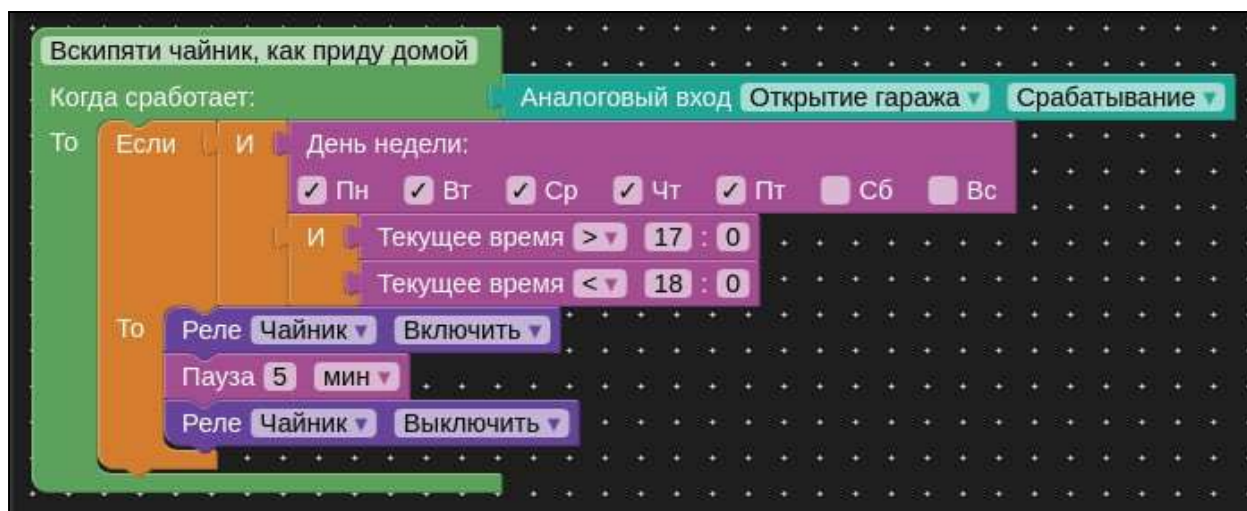 Вскипяти чайник, как приду домой
Когда сработает: Аналоговый вход Открытие гаража Срабатывание
То Если И День недели:
Пн Вт Ср Чт Пт Сб Вс
И Текущее время > 17 : 0
Текущее время < 18 : 0
То Реле Чайник Включить
Пауза 5 мин
Реле Чайник Выключить